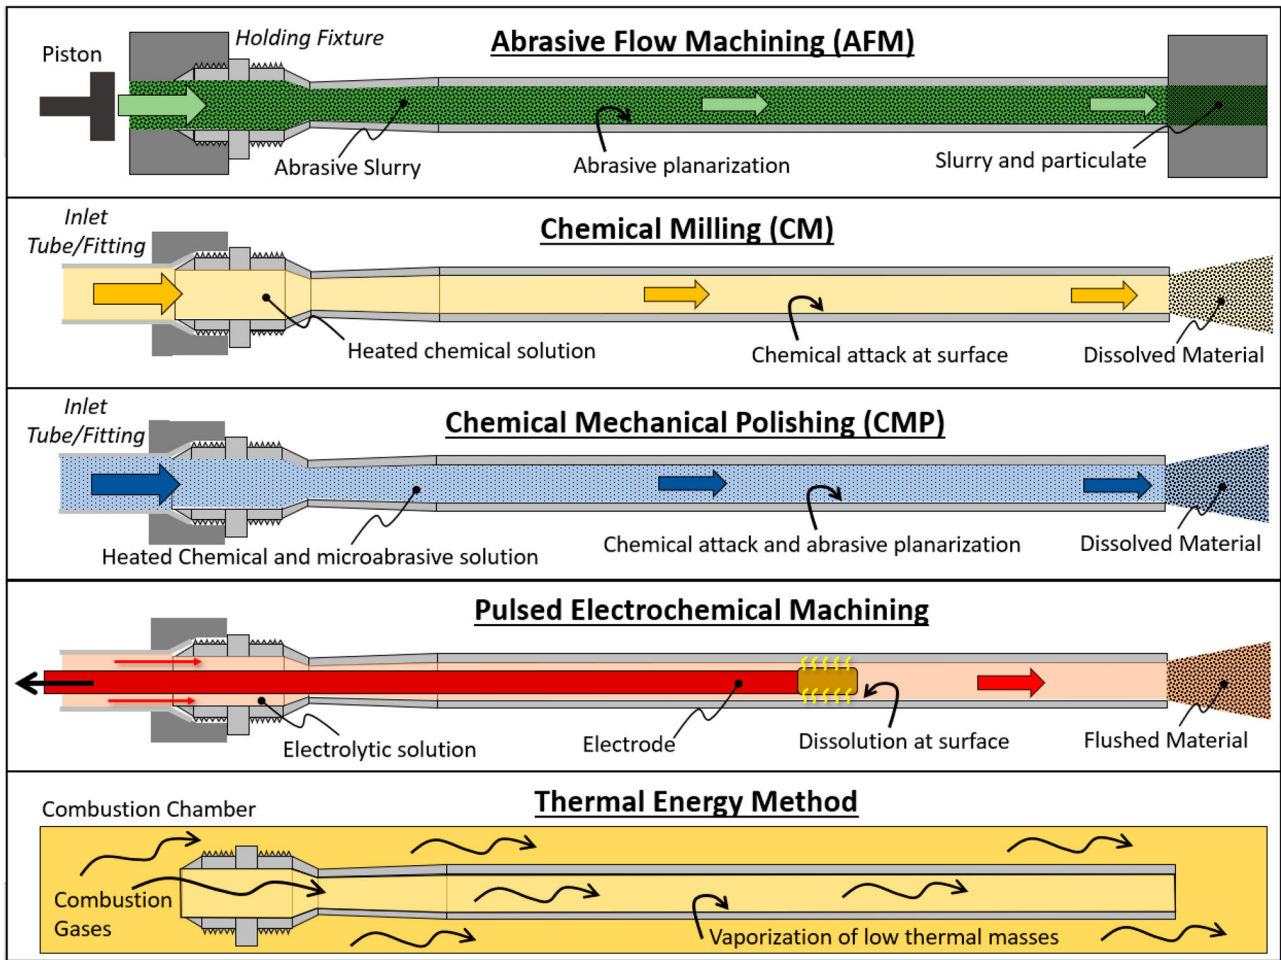 Piston
Holding Fixture
Abrasive Flow Machining (AFM)
Abrasive Slurry
Abrasive planarization
Slurry and particulate
Inlet
Tube/Fitting
Chemical Milling (CM)
Heated chemical solution
Chemical attack at surface
Dissolved Material
Inlet
Tube/Fitting
Chemical Mechanical Polishing (CMP)
Heated Chemical and microabrasive solution
Chemical attack and abrasive planarization
Dissolved Material
Pulsed Electrochemical Machining
Electrolytic solution
Electrode
Dissolution at surface
Flushed Material
Combustion Chamber
Thermal Energy Method
Combustion
Gases
Vaporization of low thermal masses